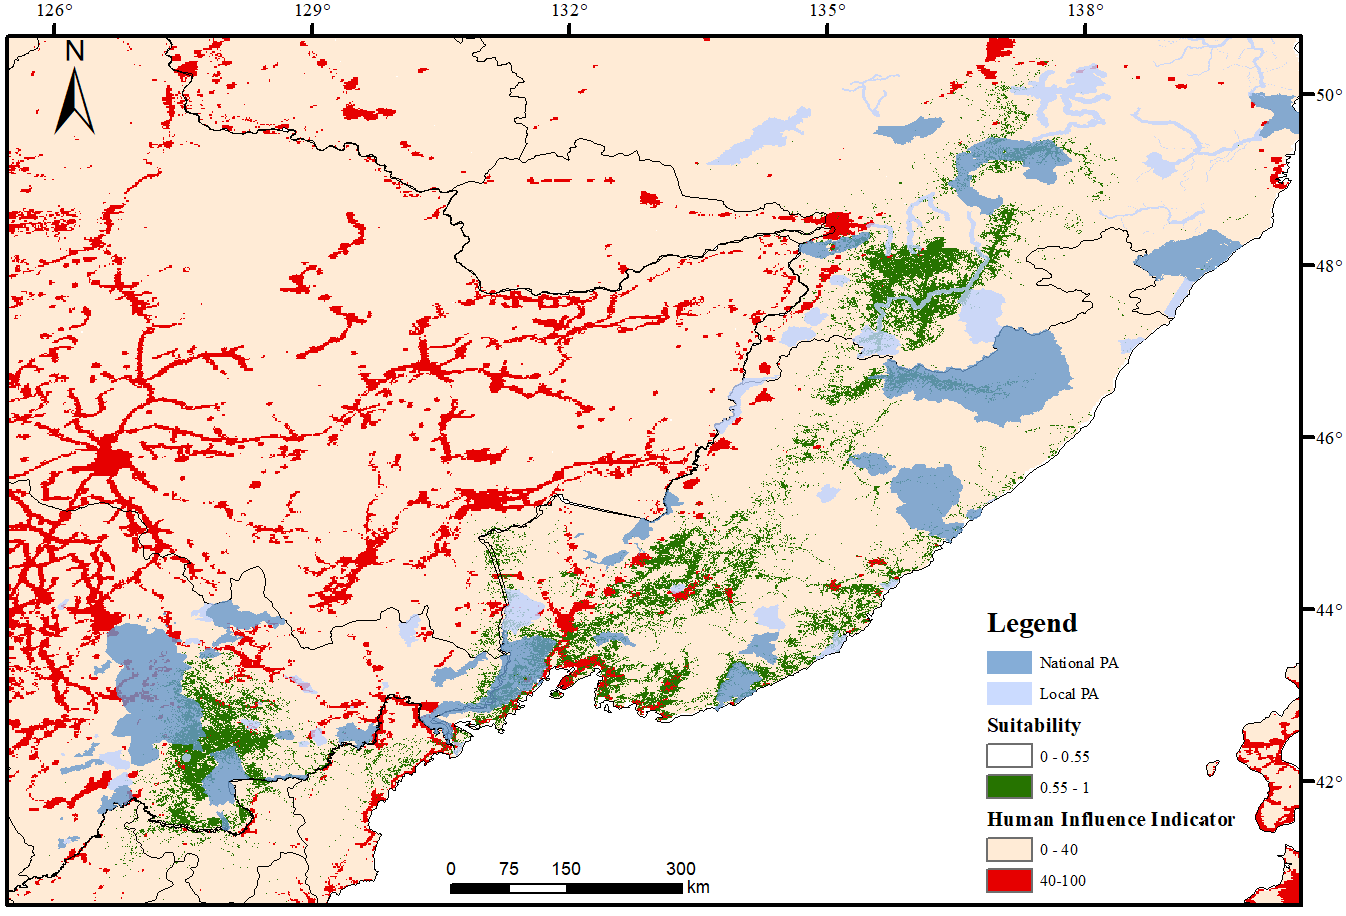 126° 129° 132° 135° 138°
N
50°
48°
46°
44°
42°
Legend
National PA
Local PA
Suitability
0 - 0.55
0.55 - 1
Human Influence Indicator
0 - 40
40-100
0 75 150 300
km